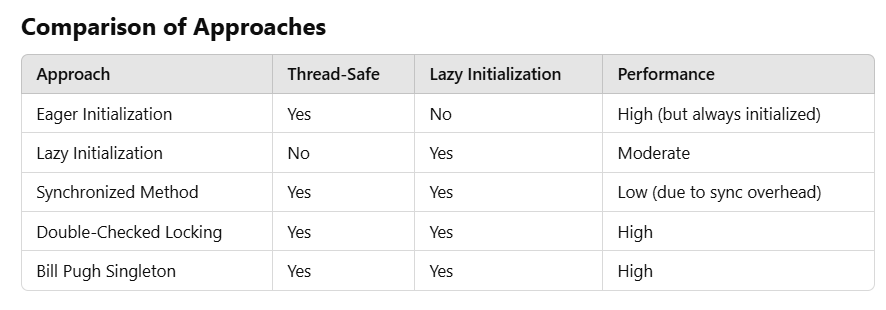 Comparison of Approaches
Approach Thread-Safe Lazy Initialization Performance
Eager Initialization Yes No High (but always initialized)
Lazy Initialization No Yes Moderate
Synchronized Method Yes Yes Low (due to sync overhead)
Double-Checked Locking Yes Yes High
Bill Pugh Singleton Yes Yes High